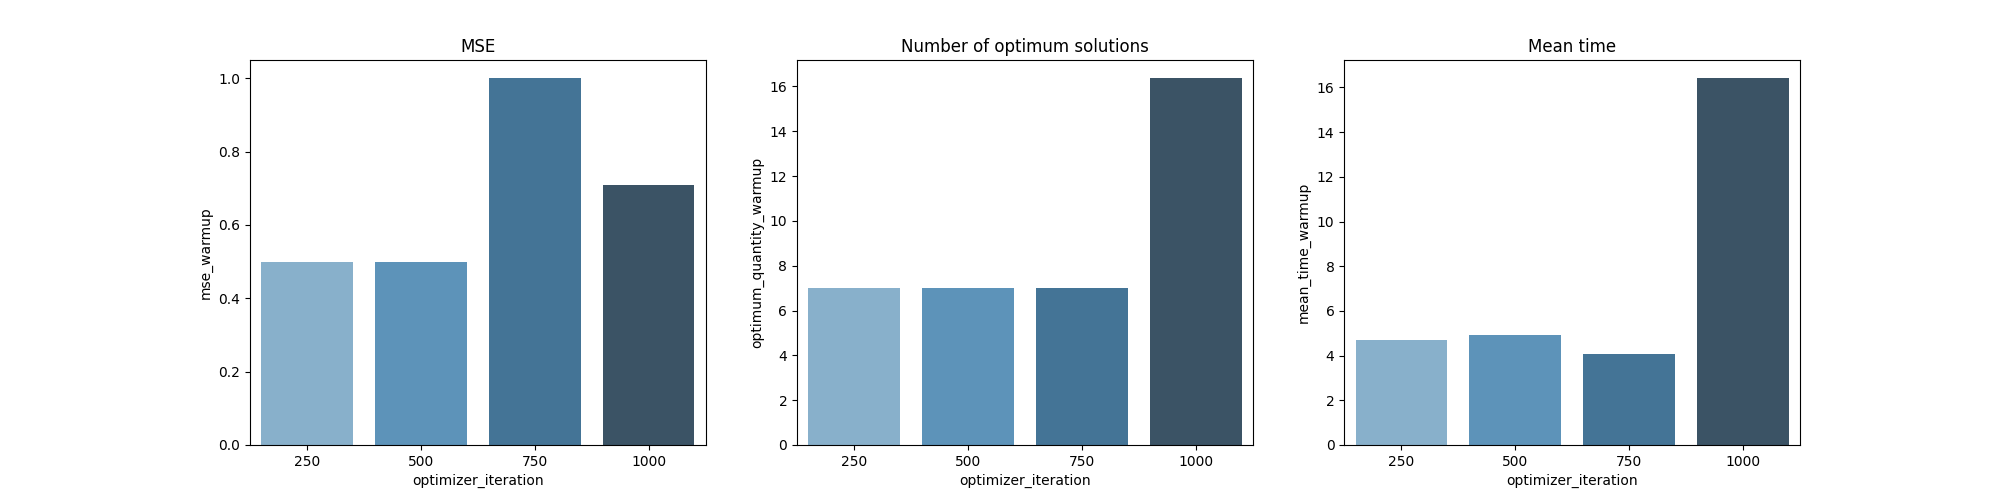 MSE
mse_warmup
1.0
0.8
0.6
0.4
0.2
0.0
250 500 750 1000
optimizer_iteration
Number of optimum solutions
optimum_quantity_warmup
16
14
12
10
8
6
4
2
0
250 500 750 1000
optimizer_iteration
Mean time
mean_time_warmup
16
14
12
10
8
6
4
2
0
250 500 750 1000
optimizer_iteration